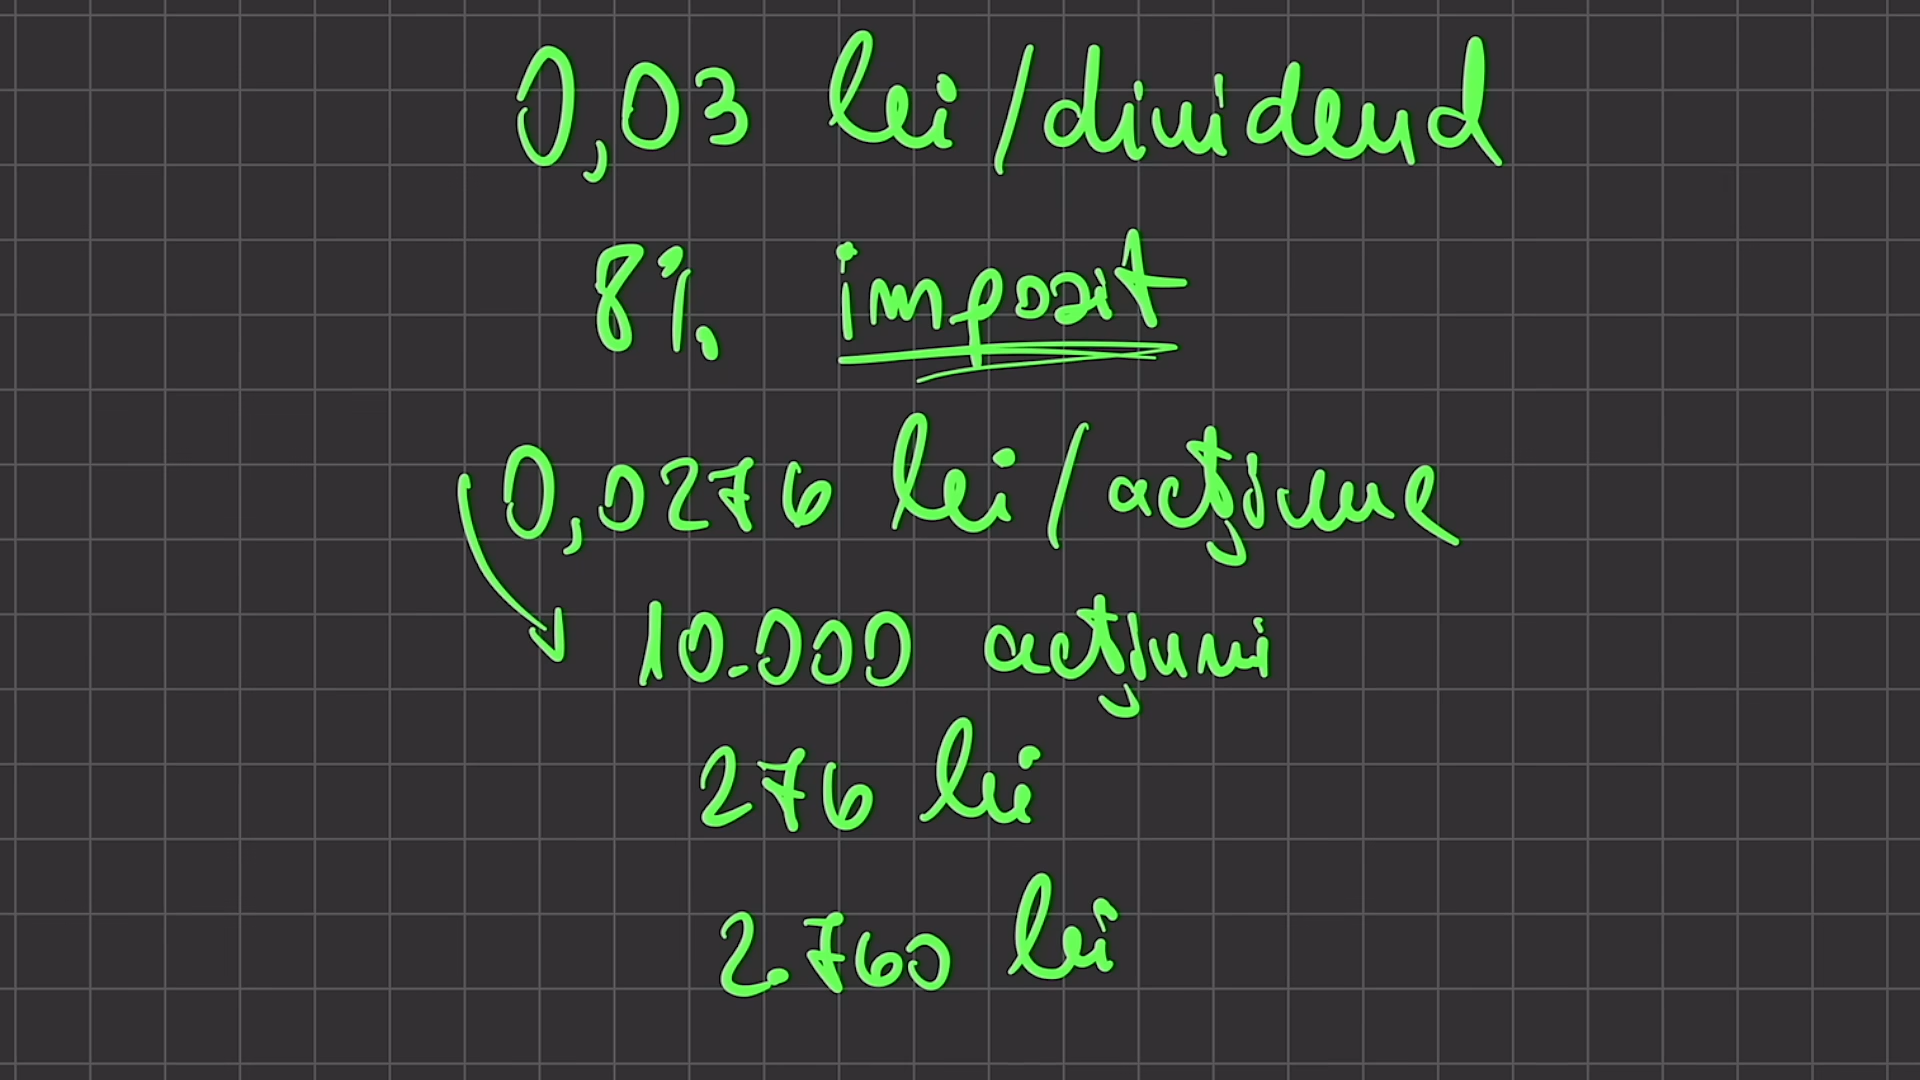 0,03 lei/dividend
8% impozit
0,0276 lei/acțiune
10.000 acțiuni
276 lei
2.760 lei